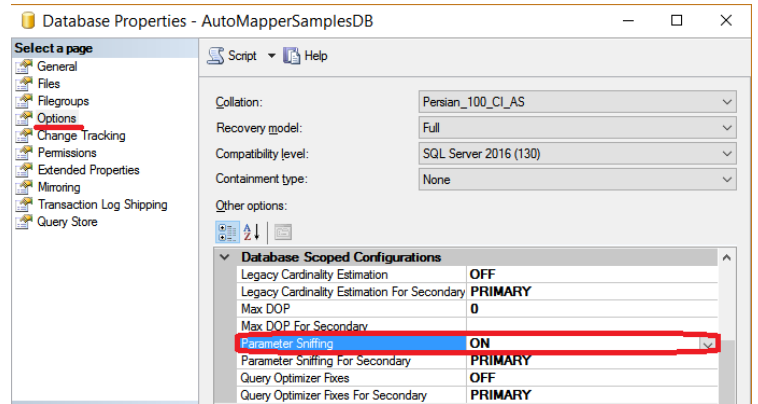 Database Properties - AutoMapperSamplesDB
Select a page
General
Files
Filegroups
Options
Change Tracking
Permissions
Extended Properties
Mirroring
Transaction Log Shipping
Query Store
Script Help
Collation: Persian_100_CI_AS
Recovery model: Full
Compatibility level: SQL Server 2016 (130)
Containment type: None
Other options:
Database Scoped Configurations
Legacy Cardinality Estimation OFF
Legacy Cardinality Estimation For Secondary PRIMARY
Max DOP 0
Max DOP For Secondary
Parameter Sniffing ON
Parameter Sniffing For Secondary PRIMARY
Query Optimizer Fixes OFF
Query Optimizer Fixes For Secondary PRIMARY